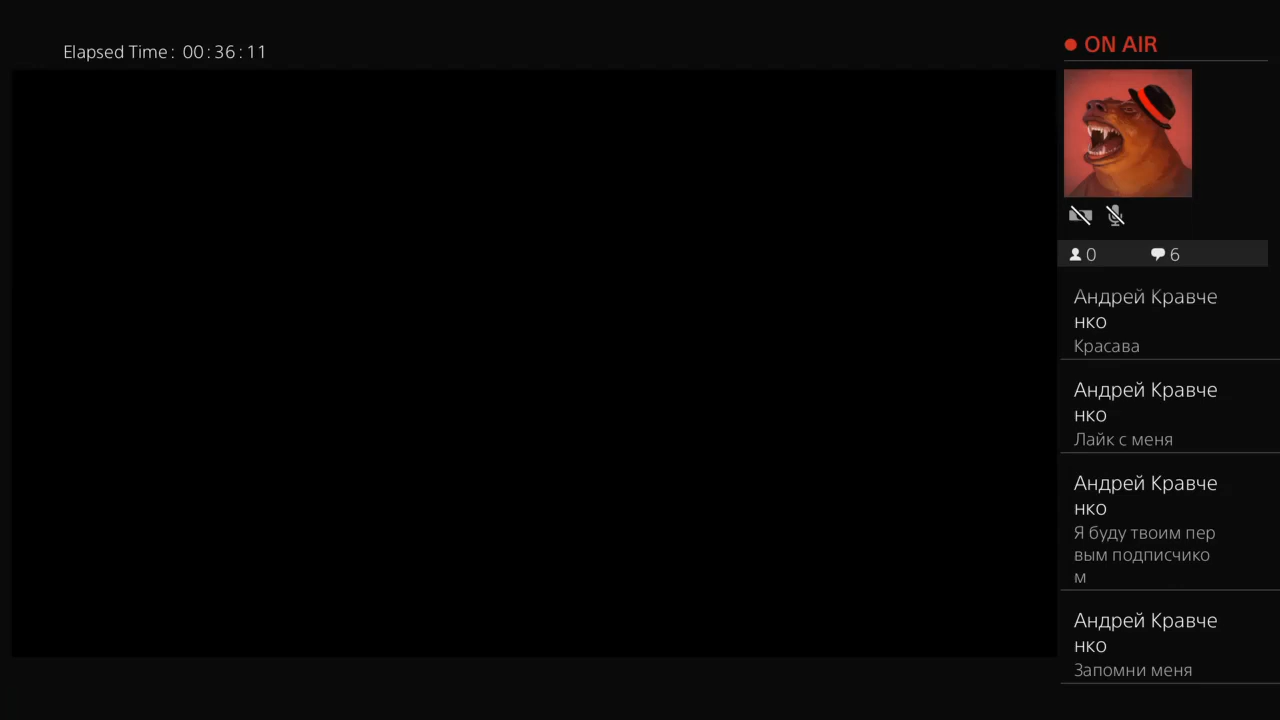 Elapsed Time: 00:36:11
ON AIR
0 6
Андрей Кравче
нко
Красава
Андрей Кравче
нко
Лайк с меня
Андрей Кравче
нко
Я буду твоим пер
вым подписчико
м
Андрей Кравче
нко
Запомни меня